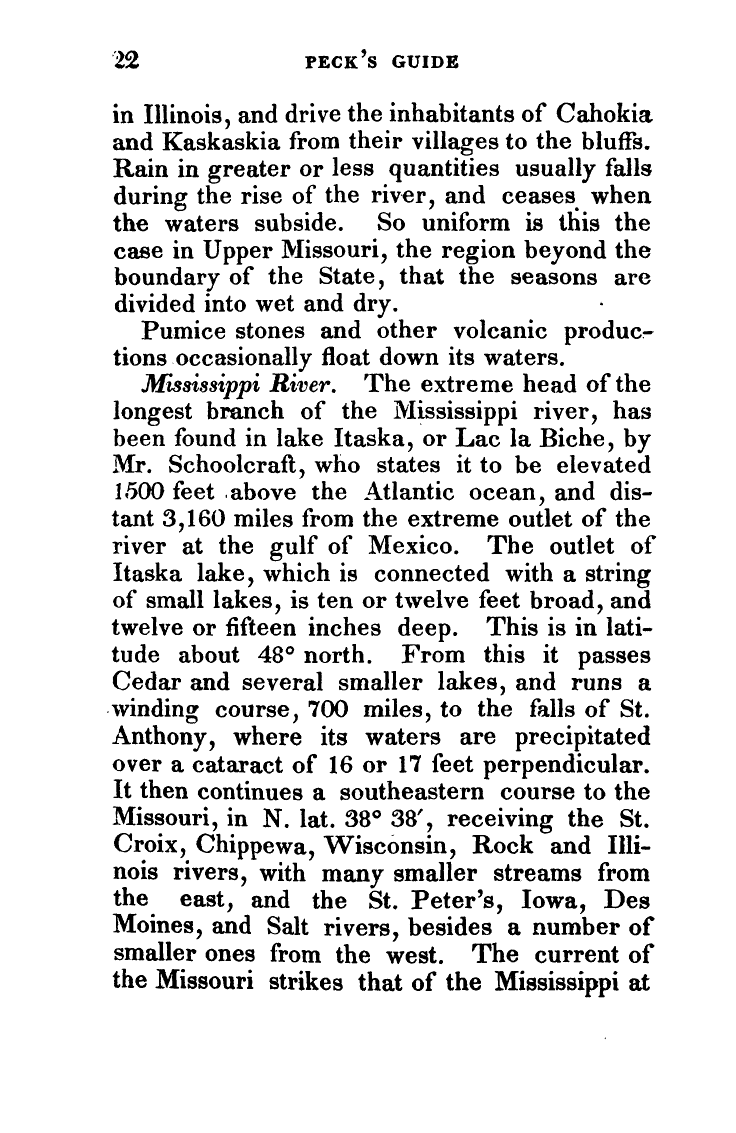 22 PECK'S GUIDE
in Illinois, and drive the inhabitants of Cahokia
and Kaskaskia from their villages to the bluffs.
Rain in greater or less quantities usually falls
during the rise of the river, and ceases when
the waters subside. So uniform is this the
case in Upper Missouri, the region beyond the
boundary of the State, that the seasons are
divided into wet and dry.
Pumice stones and other volcanic produc-
tions occasionally float down its waters.
Mississippi River. The extreme head of the
longest branch of the Mississippi river, has
been found in lake Itaska, or Lac la Biche, by
Mr. Schoolcraft, who states it to be elevated
1500 feet above the Atlantic ocean, and dis-
tant 3,160 miles from the extreme outlet of the
river at the gulf of Mexico. The outlet of
Itaska lake, which is connected with a string
of small lakes, is ten or twelve feet broad, and
twelve or fifteen inches deep. This is in lati-
tude about 48° north. From this it passes
Cedar and several smaller lakes, and runs a
winding course, 700 miles, to the falls of St.
Anthony, where its waters are precipitated
over a cataract of 16 or 17 feet perpendicular.
It then continues a southeastern course to the
Missouri, in N. lat. 38° 38′, receiving the St.
Croix, Chippewa, Wisconsin, Rock and Illi-
nois rivers, with many smaller streams from
the east, and the St. Peter's, Iowa, Des
Moines, and Salt rivers, besides a number of
smaller ones from the west. The current of
the Missouri strikes that of the Mississippi at